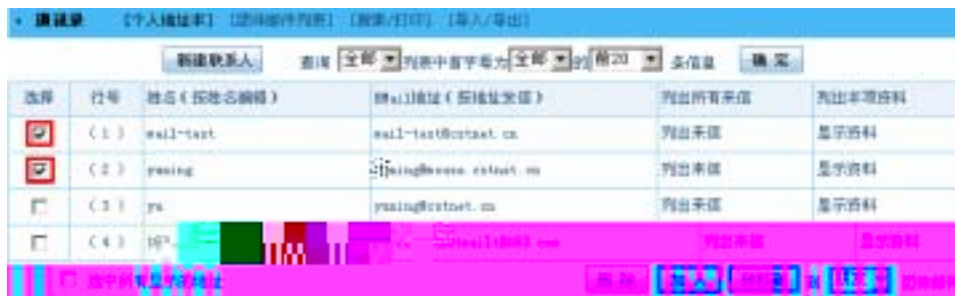 通讯录 [个人地址本] [团体邮件列表] [搜索/打印] [导入/导出]
新建联系人 查询 全部 列表中首字母为 全部 的 前20 条信息 确定
选择 行号 姓名(按姓名编辑) EMail地址(按地址发信) 列出所有来信 列出本项资料
(1) mail-test mail-test@cstnet.cn 列出来信 显示资料
(2) yuning 列出来信 显示资料
(3) yu yuning@cstnet.cn 列出来信 显示资料
(4) 列出来信 显示资料
选中所有显示的地址 删除